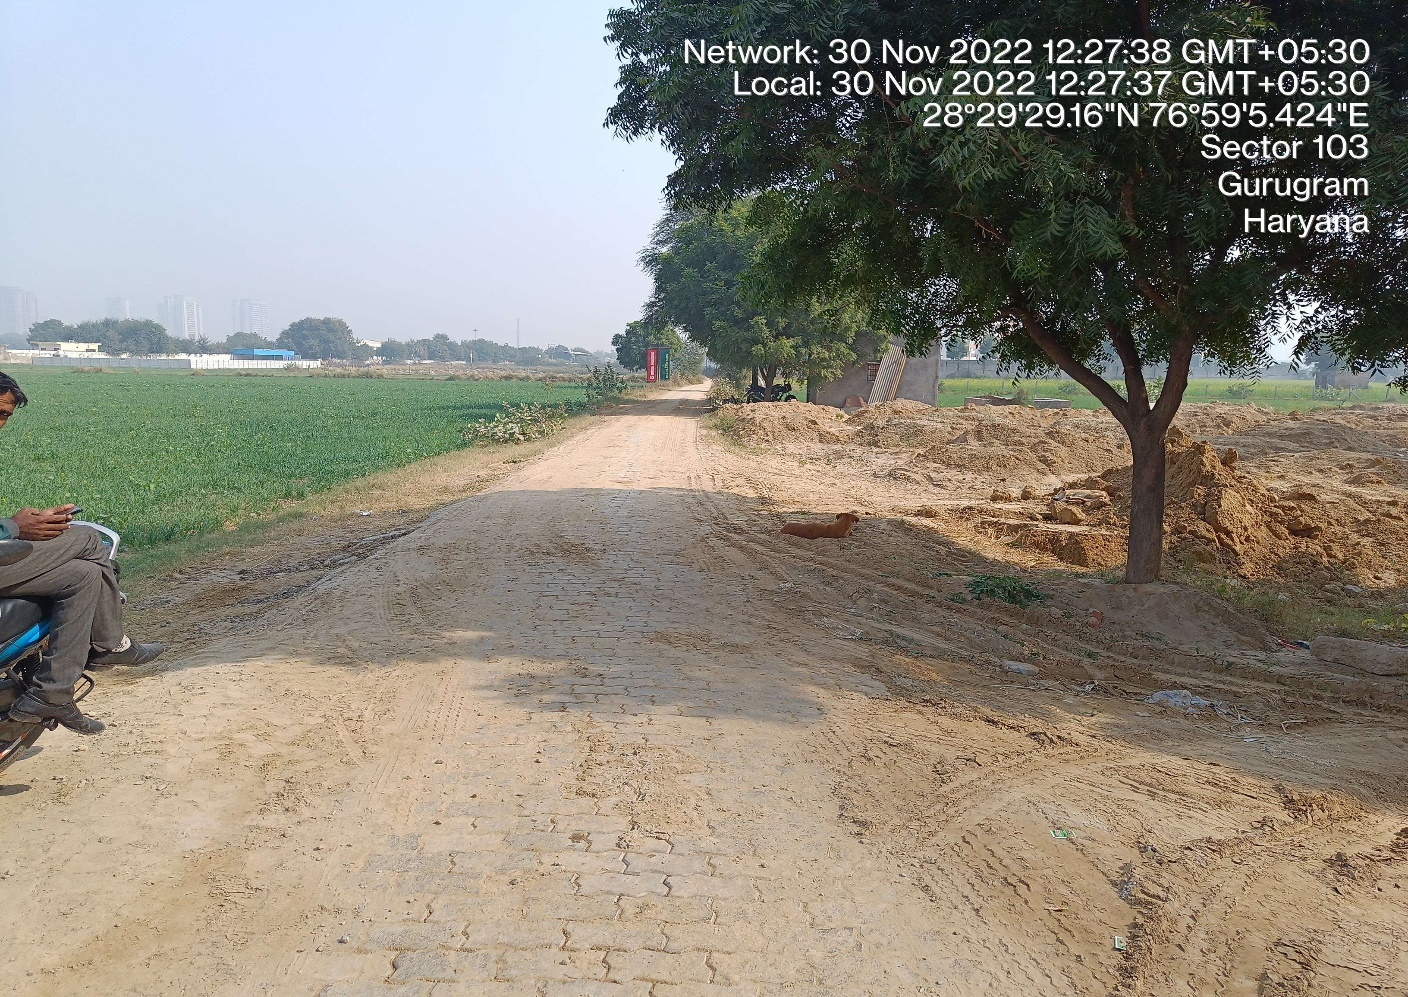 Network: 30 Nov 2022 12:27:38 GMT+05:30
Local: 30 Nov 2022 12:27:37 GMT+05:30
28°29'29.16"N 76°59'5.424"E
Sector 103
Gurugram
Haryana